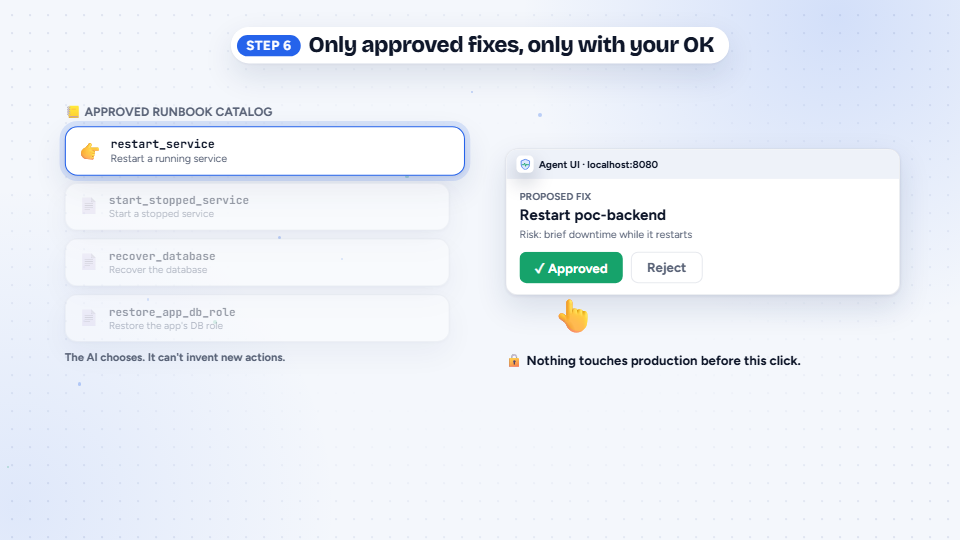 STEP 6 Only approved fixes, only with your OK
APPROVED RUNBOOK CATALOG
restart_service
Restart a running service
start_stopped_service
Start a stopped service
recover_database
Recover the database
restore_app_db_role
Restore the app's DB role
The AI chooses. It can't invent new actions.
Agent UI · localhost:8080
PROPOSED FIX
Restart poc-backend
Risk: brief downtime while it restarts
✓ Approved
Reject
Nothing touches production before this click.